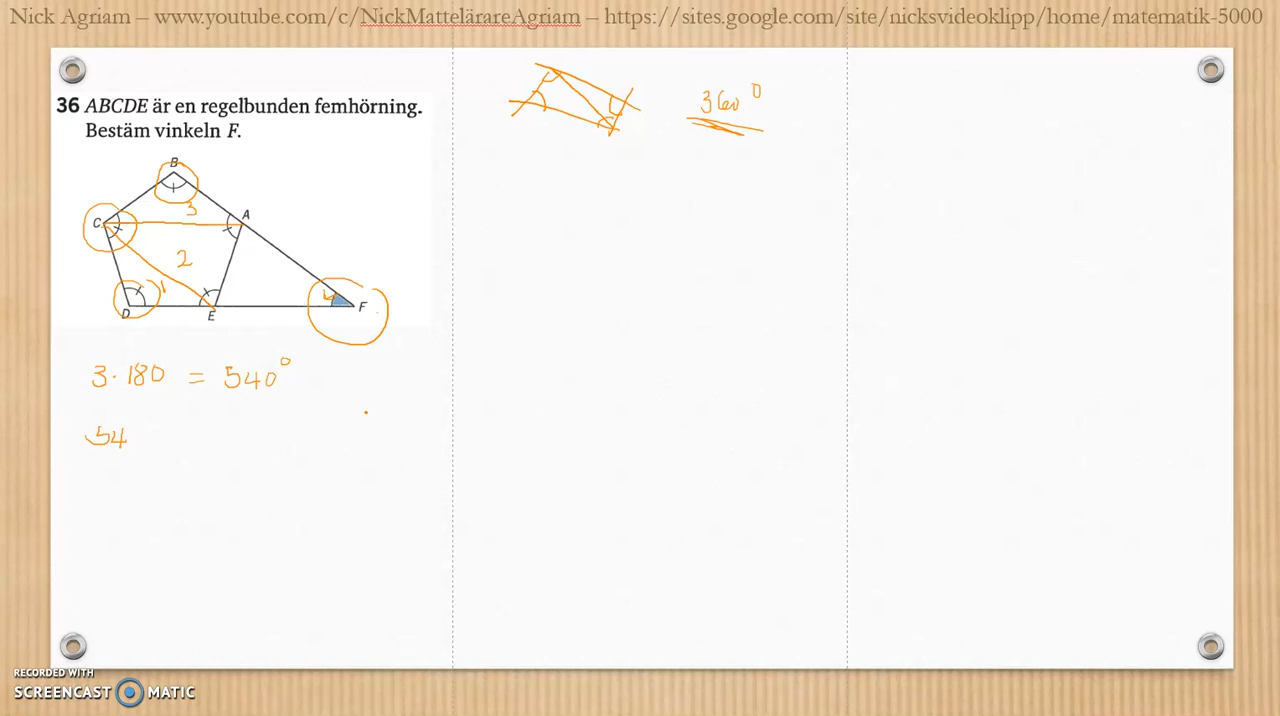 Nick Agriam – www.youtube.com/c/NickMattelärareAgriam – https://sites.google.com/site/nicksvideoklipp/home/matematik-5000
36 ABCDE är en regelbunden femhörning.
Bestäm vinkeln F.
B
A
C
D
E
F
3
2
1
3 · 180 = 540°
54
360°
RECORDED WITH
SCREENCAST MATIC